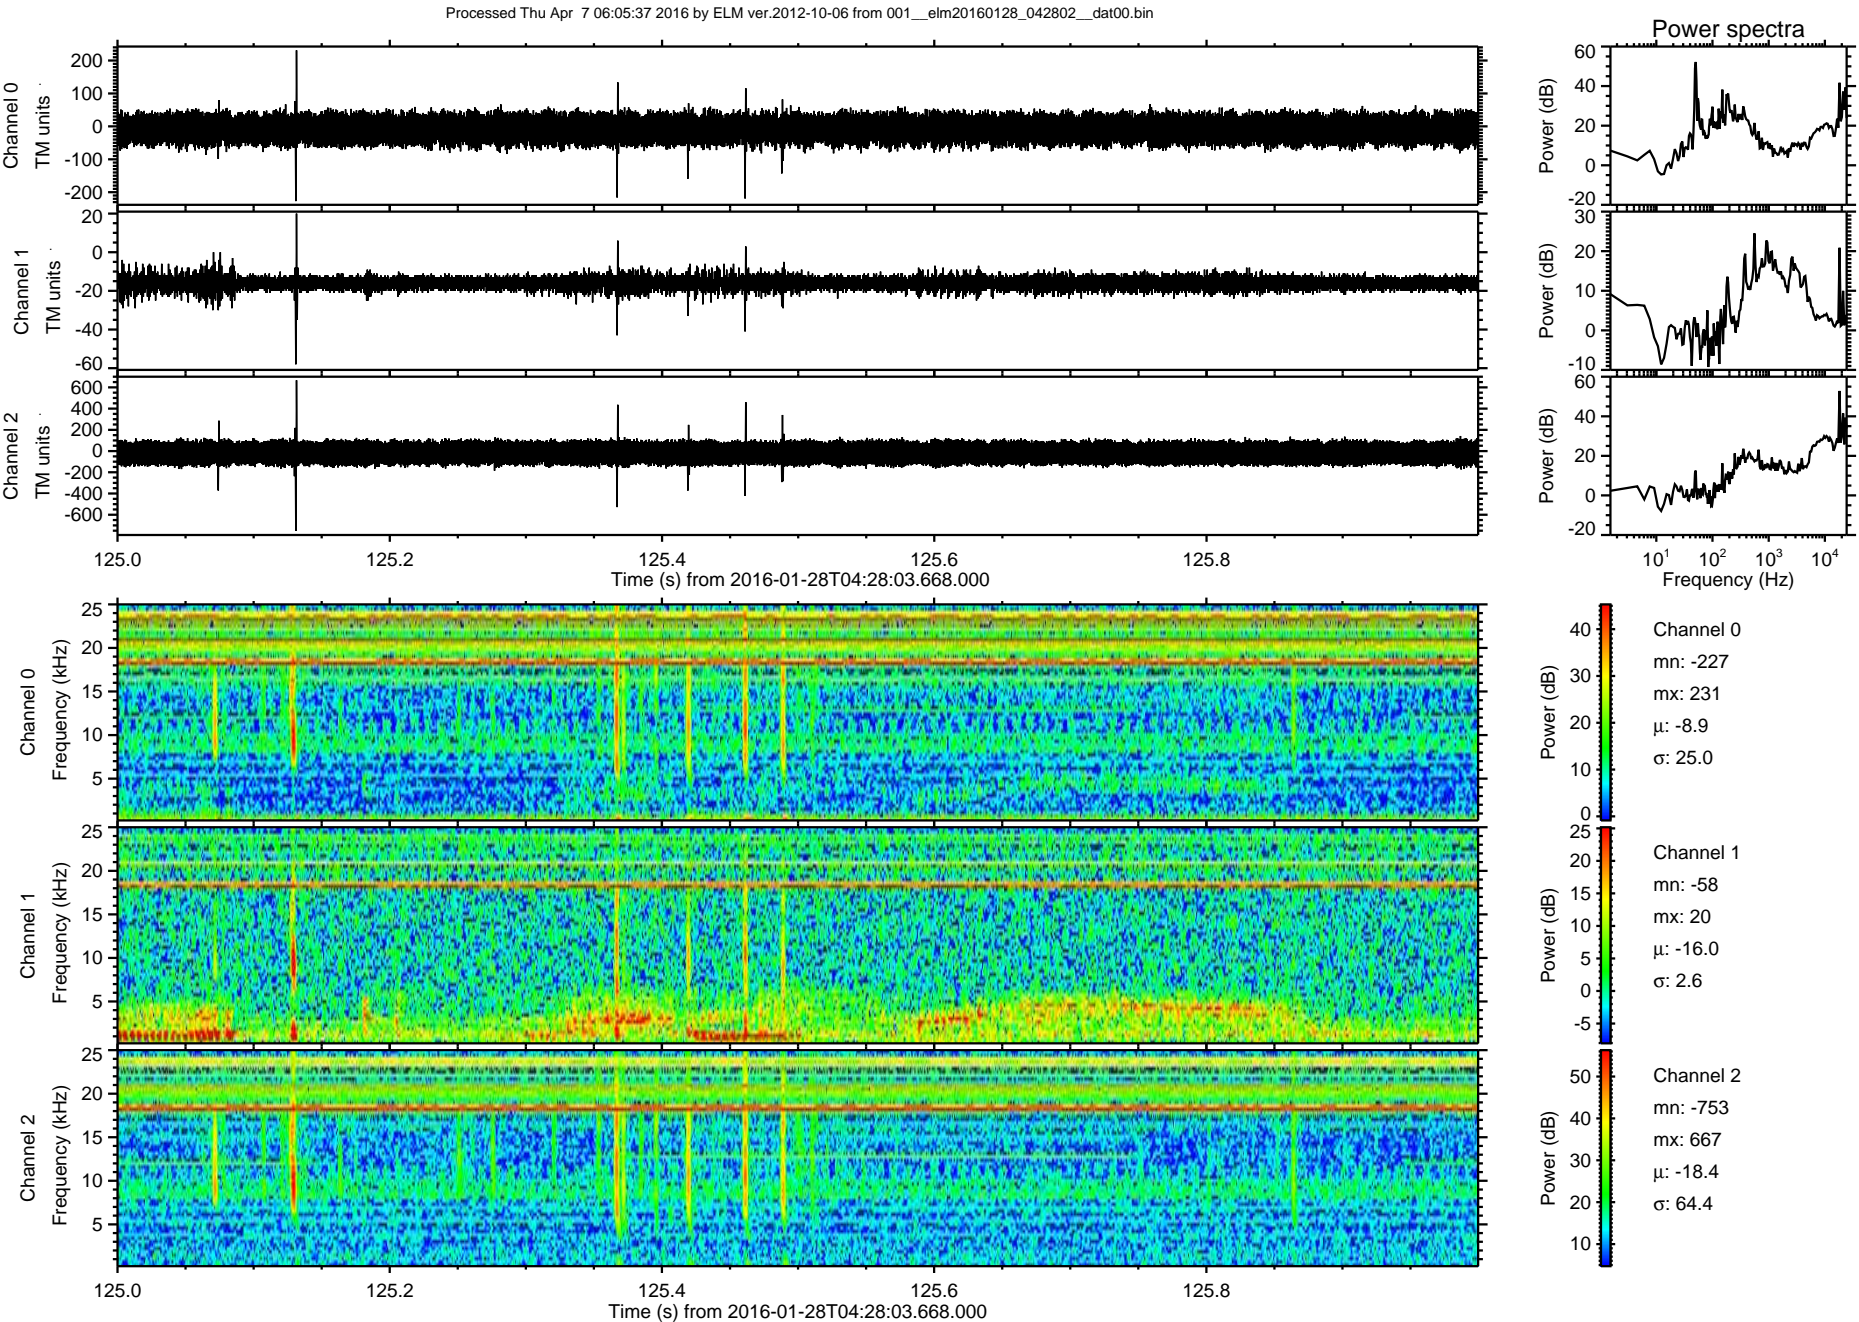 Processed Thu Apr  7 06:05:37 2016 by ELM ver.2012-10-06 from 001__elm20160128_042802__dat00.bin
Power spectra
Channel 0
TM units
200
100
0
-100
-200
Power (dB)
60
40
20
0
-20
Channel 1
TM units
20
0
-20
-40
-60
Power (dB)
30
20
10
0
-10
Channel 2
TM units
600
400
200
0
-200
-400
-600
Power (dB)
60
40
20
0
-20
125.0 125.2 125.4 125.6 125.8
Time (s) from 2016-01-28T04:28:03.668.000
10^1 10^2 10^3 10^4
Frequency (Hz)
Channel 0
Frequency (kHz)
25
20
15
10
5
Power (dB)
40
30
20
10
0
Channel 0
mn: -227
mx: 231
μ: -8.9
σ: 25.0
Channel 1
Frequency (kHz)
25
20
15
10
5
Power (dB)
25
20
15
10
5
0
-5
Channel 1
mn: -58
mx: 20
μ: -16.0
σ: 2.6
Channel 2
Frequency (kHz)
25
20
15
10
5
Power (dB)
50
40
30
20
10
Channel 2
mn: -753
mx: 667
μ: -18.4
σ: 64.4
125.0 125.2 125.4 125.6 125.8
Time (s) from 2016-01-28T04:28:03.668.000